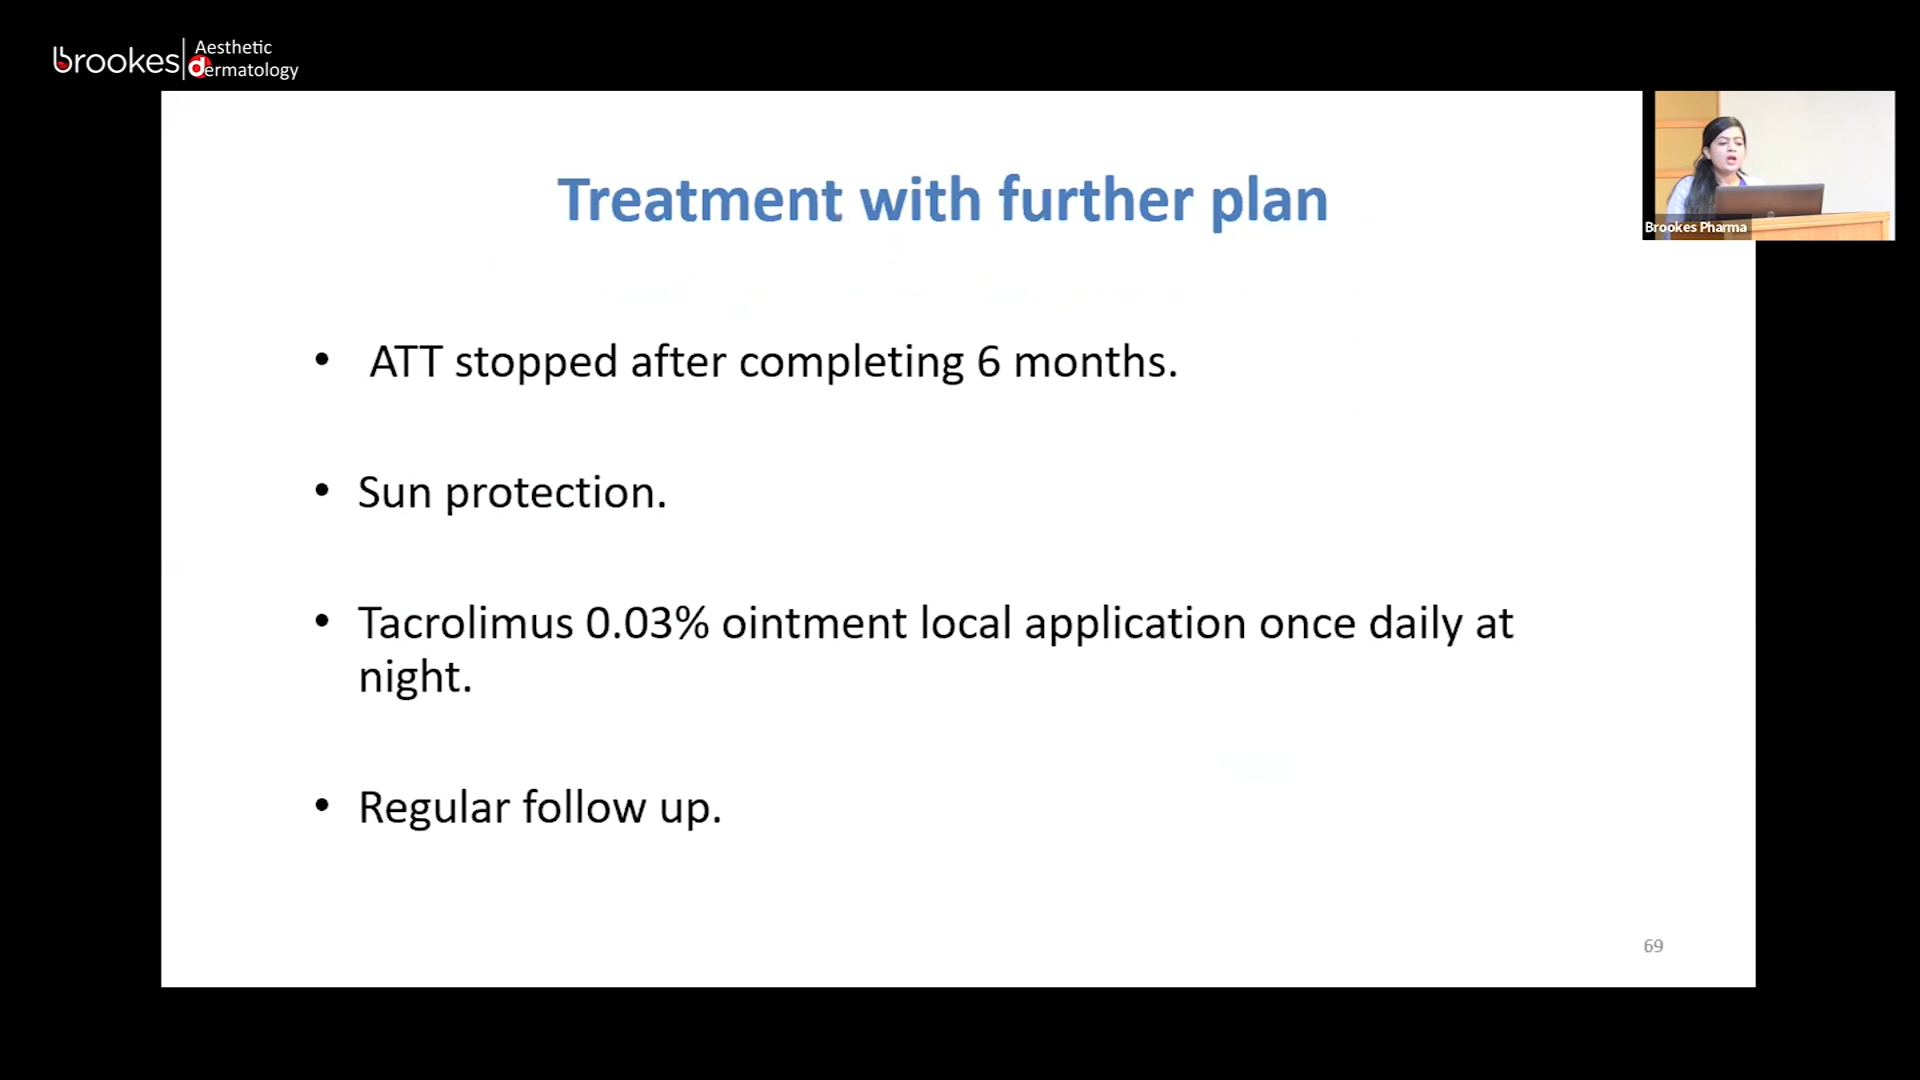 brookes
Aesthetic
dermatology
Brookes Pharma
Treatment with further plan
• ATT stopped after completing 6 months.
• Sun protection.
• Tacrolimus 0.03% ointment local application once daily at
night.
• Regular follow up.
69